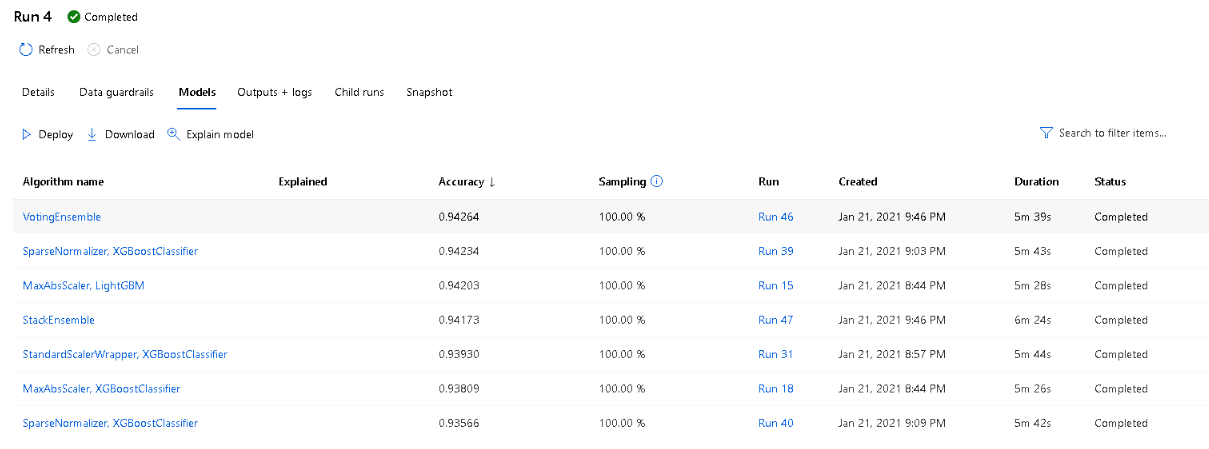 Run 4 Completed
Refresh Cancel
Details Data guardrails Models Outputs + logs Child runs Snapshot
Deploy Download Explain model Search to filter items...
Algorithm name Explained Accuracy ↓ Sampling Run Created Duration Status
VotingEnsemble 0.94264 100.00 % Run 46 Jan 21, 2021 9:46 PM 5m 39s Completed
SparseNormalizer, XGBoostClassifier 0.94234 100.00 % Run 39 Jan 21, 2021 9:03 PM 5m 43s Completed
MaxAbsScaler, LightGBM 0.94203 100.00 % Run 15 Jan 21, 2021 8:44 PM 5m 28s Completed
StackEnsemble 0.94173 100.00 % Run 47 Jan 21, 2021 9:46 PM 6m 24s Completed
StandardScalerWrapper, XGBoostClassifier 0.93930 100.00 % Run 31 Jan 21, 2021 8:57 PM 5m 44s Completed
MaxAbsScaler, XGBoostClassifier 0.93809 100.00 % Run 18 Jan 21, 2021 8:44 PM 5m 26s Completed
SparseNormalizer, XGBoostClassifier 0.93566 100.00 % Run 40 Jan 21, 2021 9:09 PM 5m 42s Completed